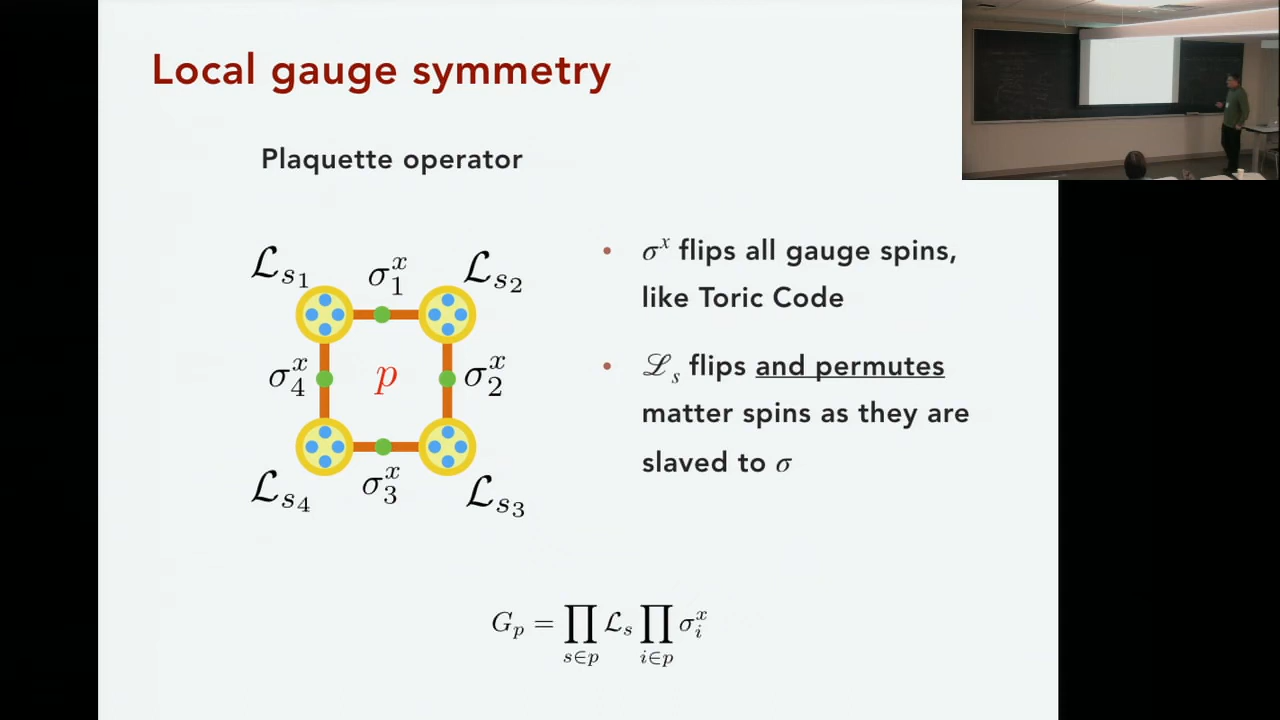 Local gauge symmetry
Plaquette operator
ℒ_{s_1} σ_1^x ℒ_{s_2}
σ_4^x p σ_2^x
ℒ_{s_4} σ_3^x ℒ_{s_3}
• σ^x flips all gauge spins,
like Toric Code
• ℒ_s flips and permutes
matter spins as they are
slaved to σ
G_p = ∏_{s∈p} ℒ_s ∏_{i∈p} σ_i^x